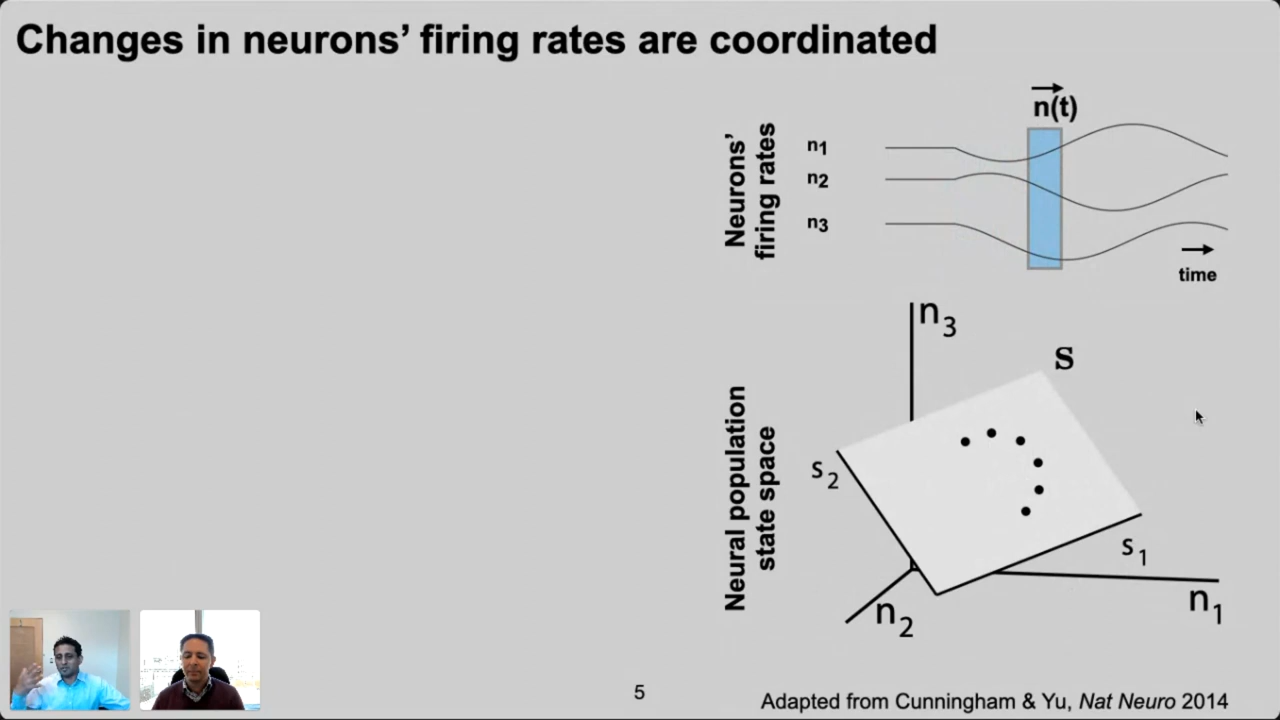 Changes in neurons’ firing rates are coordinated
n(t)
Neurons’
firing rates
n1
n2
n3
time
Neural population
state space
n3
S
s2
s1
n2
n1
5
Adapted from Cunningham & Yu, Nat Neuro 2014